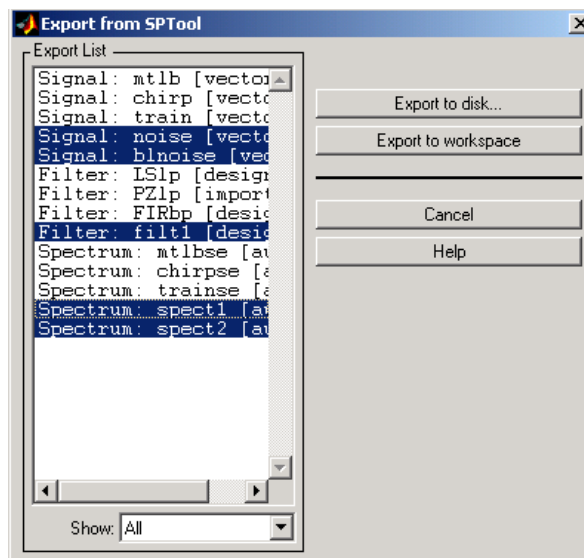 Export from SPTool
Export List
Signal: mtlb [vector
Signal: chirp [vecto
Signal: train [vecto
Signal: noise [vecto
Signal: blnoise [vec
Filter: LSlp [design
Filter: PZlp [import
Filter: FIRbp [desig
Filter: filt1 [desig
Spectrum: mtlbse [au
Spectrum: chirpse [a
Spectrum: trainse [a
Spectrum: spect1 [au
Spectrum: spect2 [au
Show: All
Export to disk...
Export to workspace
Cancel
Help